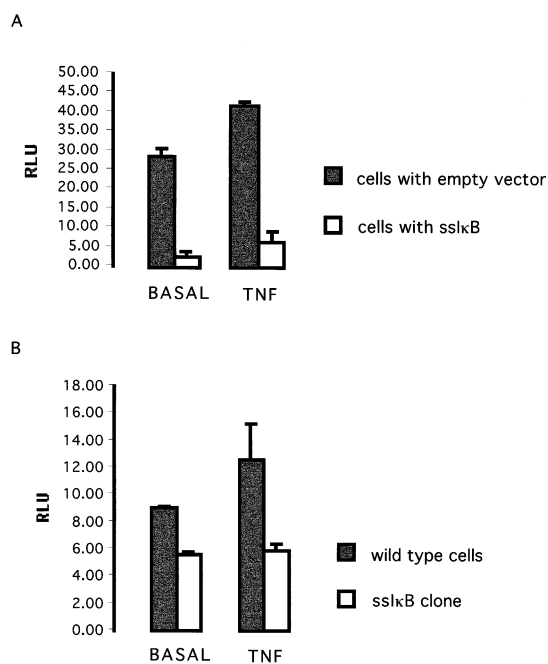 A
50.00
45.00
40.00
35.00
30.00
25.00
20.00
15.00
10.00
5.00
0.00
RLU
BASAL TNF
cells with empty vector
cells with ssIκB
B
18.00
16.00
14.00
12.00
10.00
8.00
6.00
4.00
2.00
0.00
RLU
BASAL TNF
wild type cells
ssIκB clone